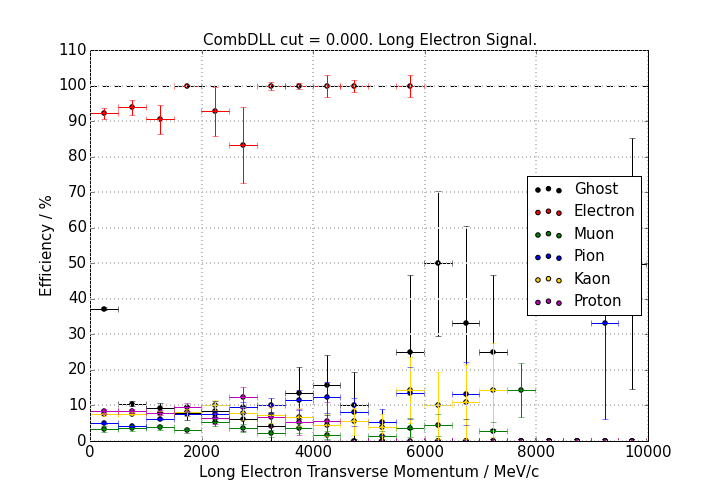 CombDLL cut = 0.000. Long Electron Signal.
110
100
90
80
70
60
50
40
30
20
10
0
Efficiency / %
Ghost
Electron
Muon
Pion
Kaon
Proton
0 2000 4000 6000 8000 10000
Long Electron Transverse Momentum / MeV/c